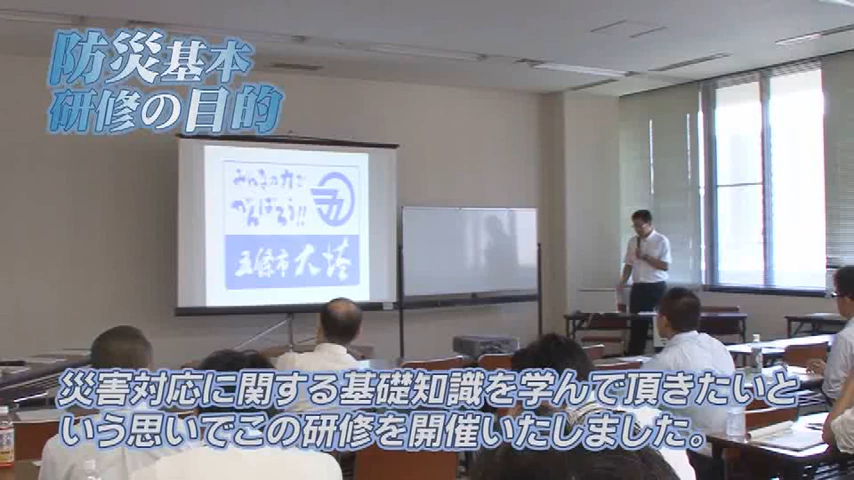 防災基本
研修の目的
みんなの力で
がんばろう!!
五條市大塔
災害対応に関する基礎知識を学んで頂きたいと
いう思いでこの研修を開催いたしました。